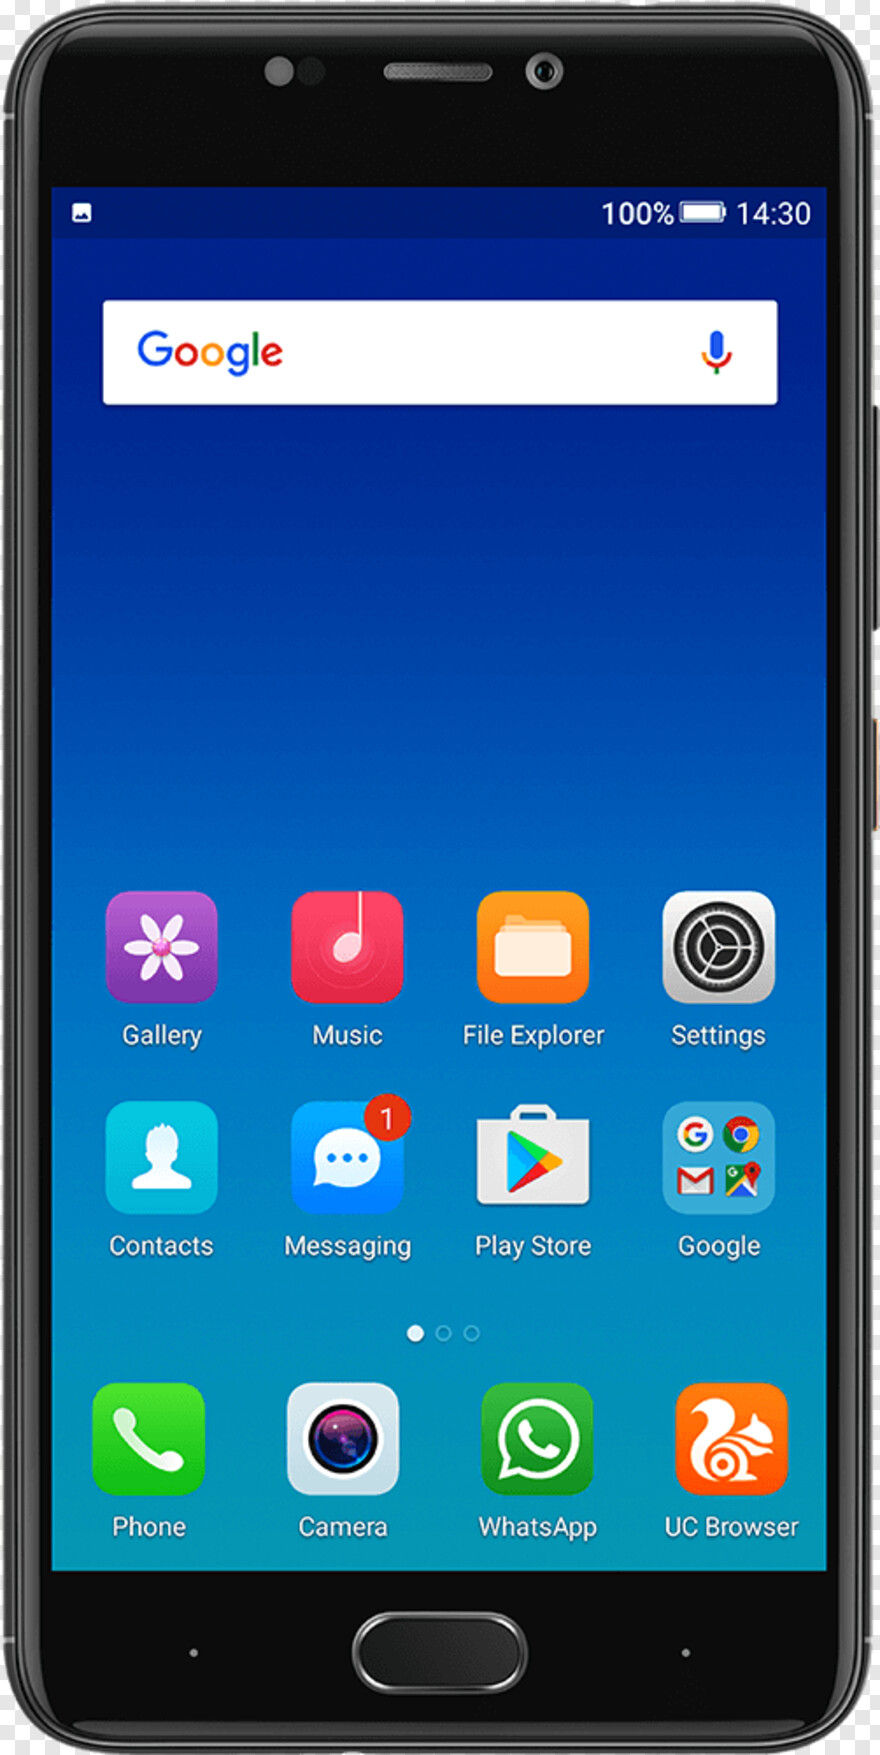 100% 14:30
Google
Gallery Music File Explorer Settings
1
G
G
Contacts Messaging Play Store Google
Phone Camera WhatsApp UC Browser